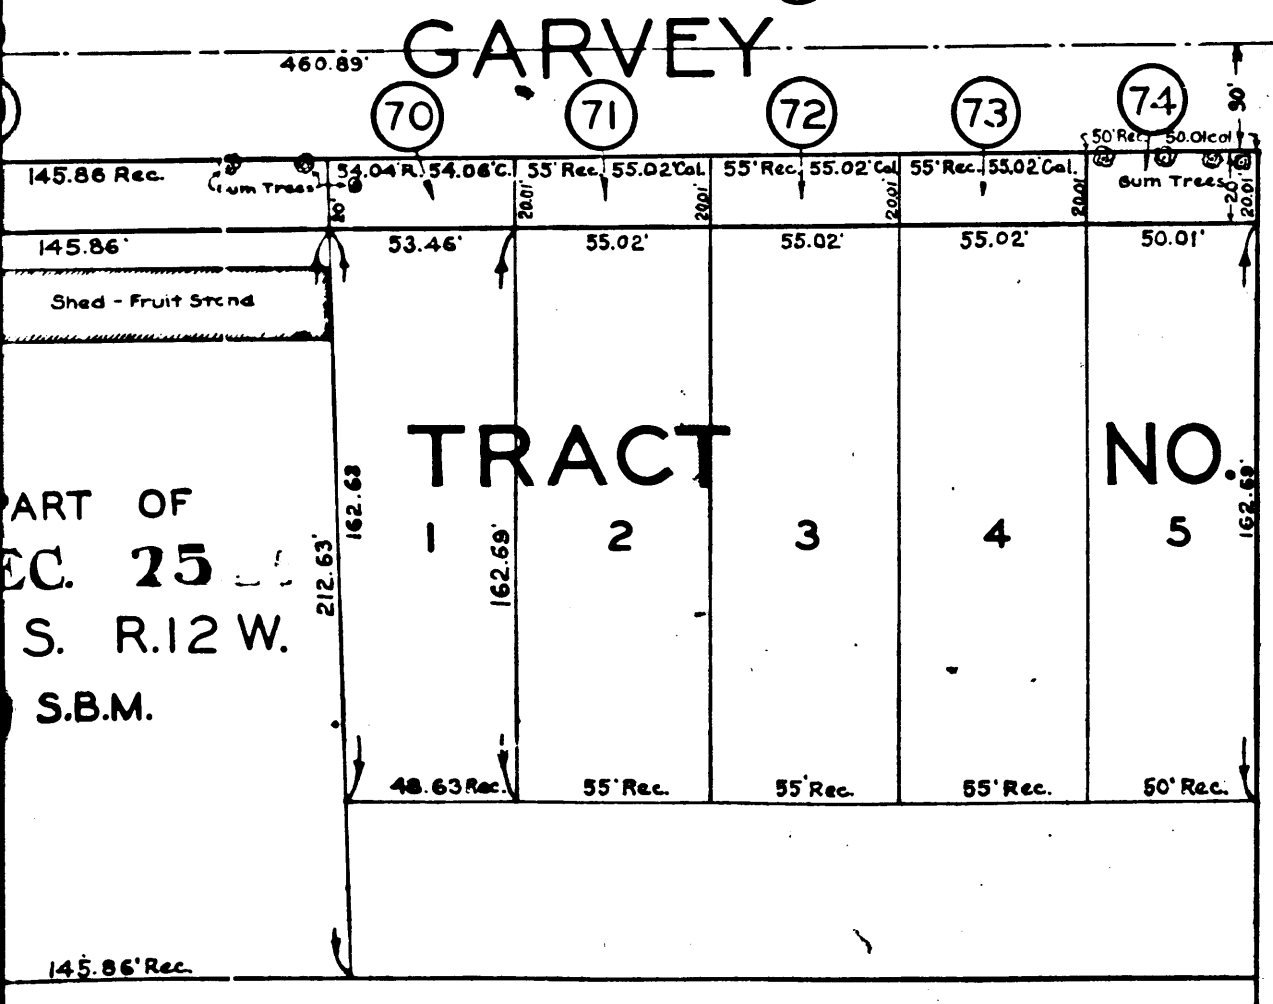 GARVEY
460.89'
70 71 72 73 74
30'
50'Rec. 50.01'Cal
145.86 Rec.
54.04'R. 54.06'C. 55'Rec. 55.02'Cal. 55'Rec. 55.02'Cal 55'Rec. 55.02'Cal.
Gum Trees
Gum Trees
20' 20.01' 20.01' 20.01' 20.01' 20' 20.01'
145.86' 53.46' 55.02' 55.02' 55.02' 50.01'
Shed - Fruit Stand
TRACT NO.
162.68 162.69' 162.69'
212.63'
1 2 3 4 5
PART OF
EC. 25
S. R.12 W.
S.B.M.
48.63 Rec. 55'Rec. 55'Rec. 55'Rec. 50'Rec.
145.86'Rec.